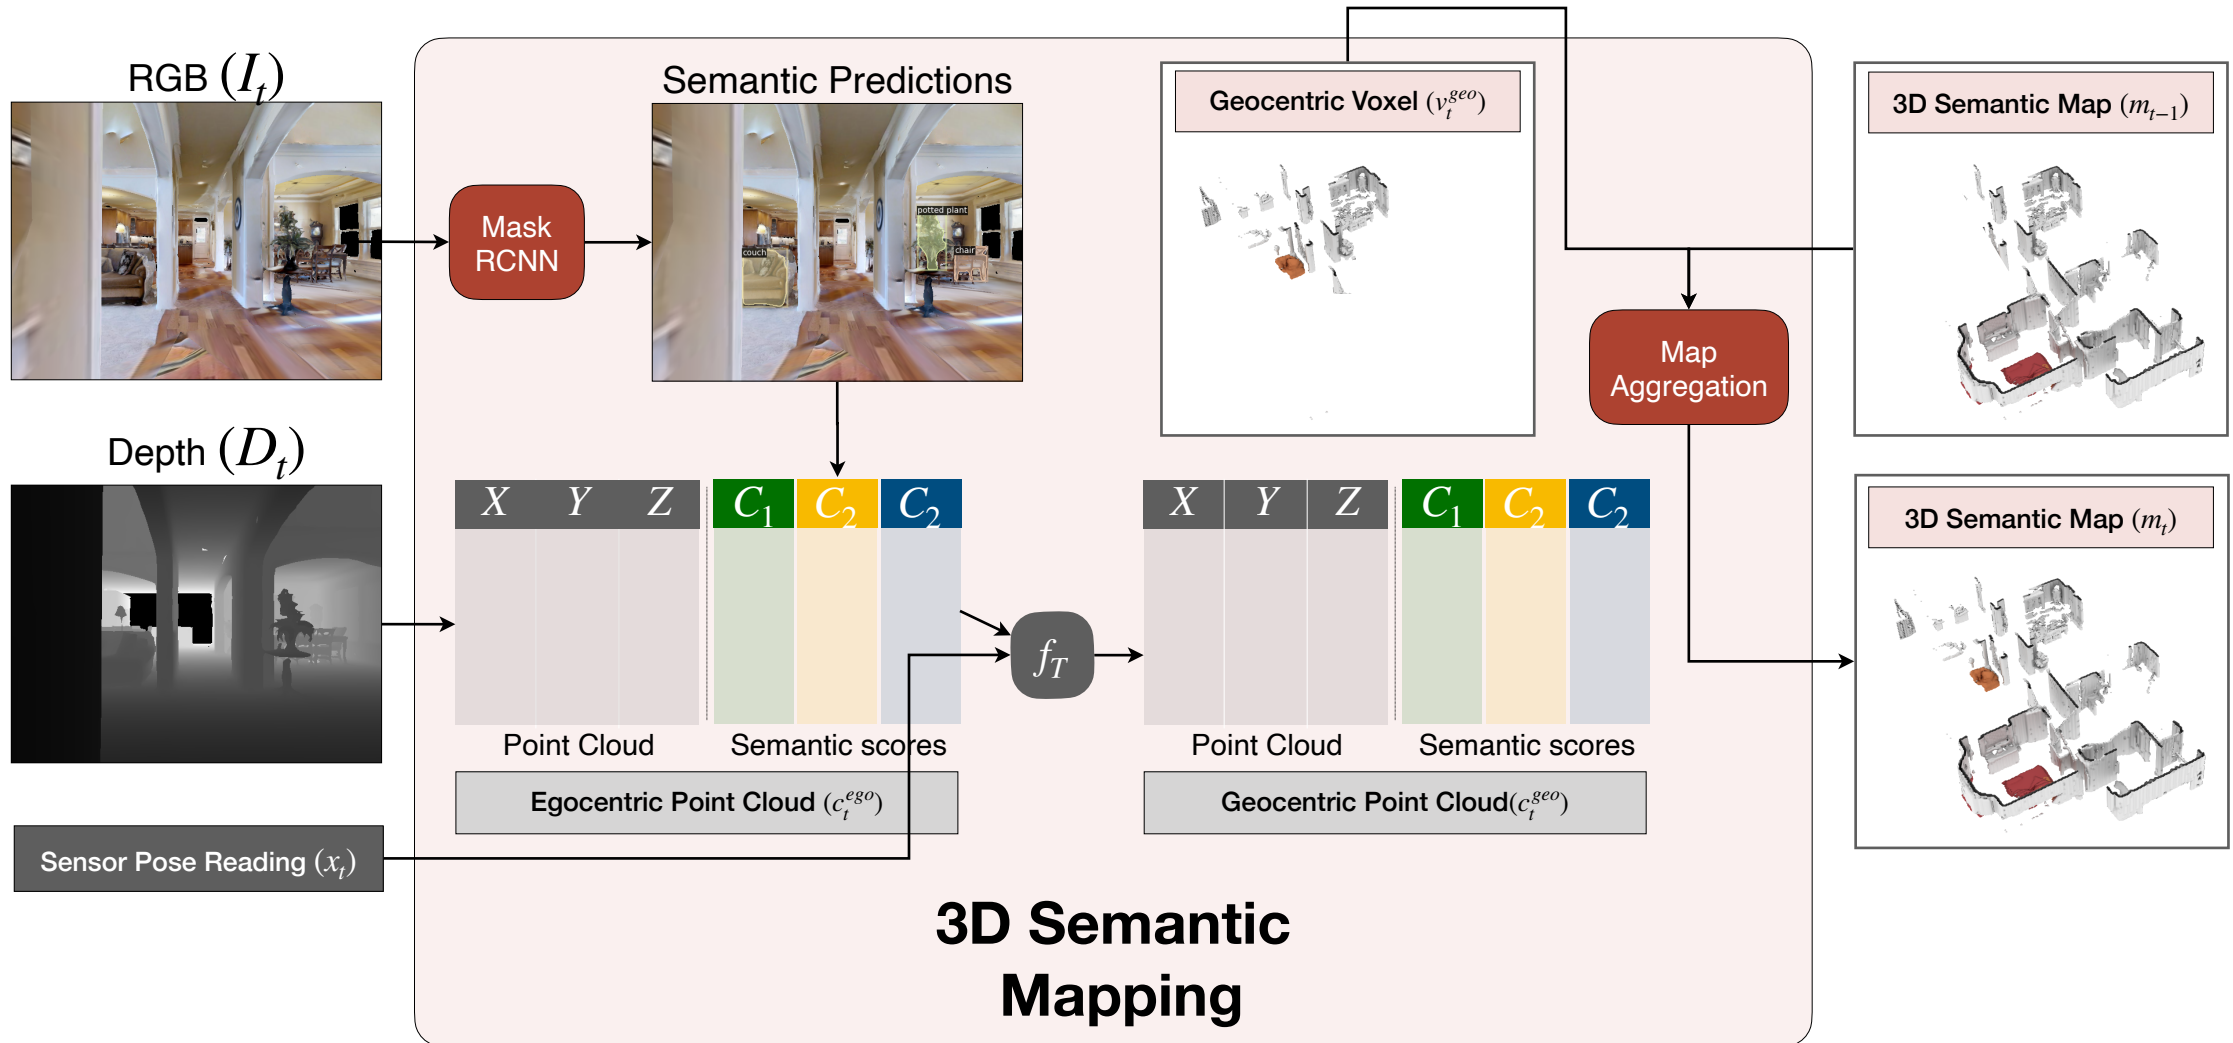 RGB (I_t)
Semantic Predictions
Geocentric Voxel (v_t^{geo})
3D Semantic Map (m_{t−1})
Mask
RCNN
potted plant
chair
couch
Map
Aggregation
Depth (D_t)
X Y Z C_1 C_2 C_2
X Y Z C_1 C_2 C_2
3D Semantic Map (m_t)
f_T
Point Cloud Semantic scores
Point Cloud Semantic scores
Egocentric Point Cloud (c_t^{ego})
Geocentric Point Cloud(c_t^{geo})
Sensor Pose Reading (x_t)
3D Semantic
Mapping